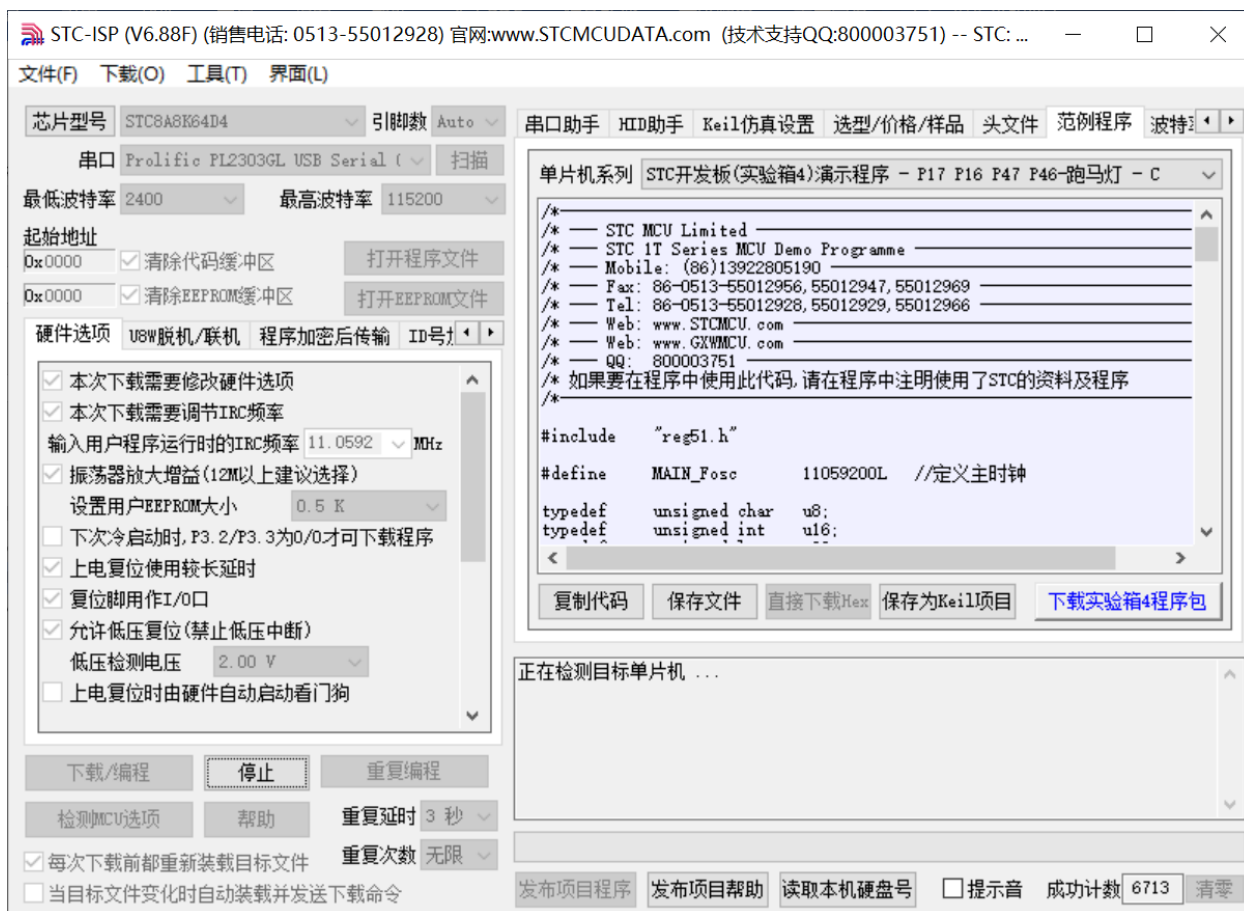 STC-ISP (V6.88F) (销售电话: 0513-55012928) 官网:www.STCMCUDATA.com (技术支持QQ:800003751) -- STC: ...
文件(F) 下载(O) 工具(T) 界面(L)
芯片型号 STC8A8K64D4 引脚数 Auto
串口 Prolific PL2303GL USB Serial ( 扫描
最低波特率 2400 最高波特率 115200
起始地址
0x0000 清除代码缓冲区 打开程序文件
0x0000 清除EEPROM缓冲区 打开EEPROM文件
硬件选项 U8W脱机/联机 程序加密后传输 ID号
本次下载需要修改硬件选项
本次下载需要调节IRC频率
输入用户程序运行时的IRC频率 11.0592 MHz
振荡器放大增益(12M以上建议选择)
设置用户EEPROM大小 0.5 K
下次冷启动时,P3.2/P3.3为0/0才可下载程序
上电复位使用较长延时
复位脚用作I/O口
允许低压复位(禁止低压中断)
低压检测电压 2.00 V
上电复位时由硬件自动启动看门狗
下载/编程 停止 重复编程
检测MCU选项 帮助 重复延时 3 秒
每次下载前都重新装载目标文件 重复次数 无限
当目标文件变化时自动装载并发送下载命令
串口助手 HID助手 Keil仿真设置 选型/价格/样品 头文件 范例程序 波特
单片机系列 STC开发板(实验箱4)演示程序 - P17 P16 P47 P46-跑马灯 - C
/*————————————————————
/* —— STC MCU Limited ————————————————————
/* —— STC 1T Series MCU Demo Programme ————————————————————
/* —— Mobile: (86)13922805190 ————————————————————
/* —— Fax: 86-0513-55012956,55012947,55012969 ————————————————————
/* —— Tel: 86-0513-55012928,55012929,55012966 ————————————————————
/* —— Web: www.STCMCU.com ————————————————————
/* —— Web: www.GXWMCU.com ————————————————————
/* —— QQ: 800003751 ————————————————————
/* 如果要在程序中使用此代码,请在程序中注明使用了STC的资料及程序
/*————————————————————
#include "reg51.h"
#define MAIN_Fosc 11059200L //定义主时钟
typedef unsigned char u8;
typedef unsigned int u16;
复制代码 保存文件 直接下载Hex 保存为Keil项目 下载实验箱4程序包
正在检测目标单片机 ...
发布项目程序 发布项目帮助 读取本机硬盘号 提示音 成功计数 6713 清零